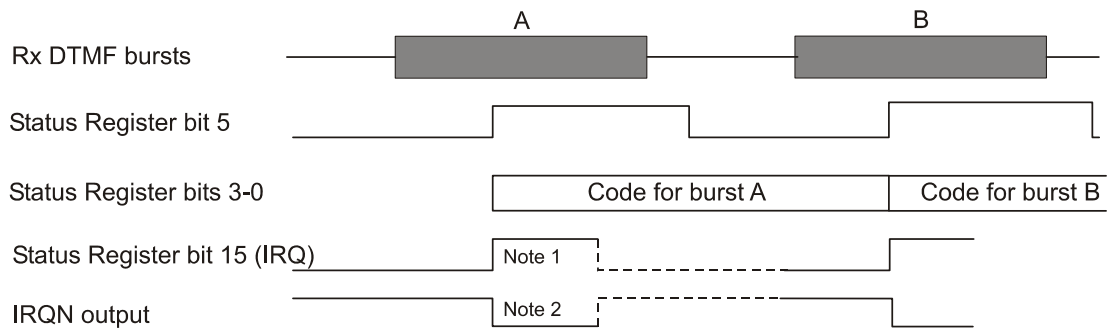 A
B
Rx DTMF bursts
Status Register bit 5
Status Register bits 3-0
Code for burst A
Code for burst B
Status Register bit 15 (IRQ)
Note 1
IRQN output
Note 2